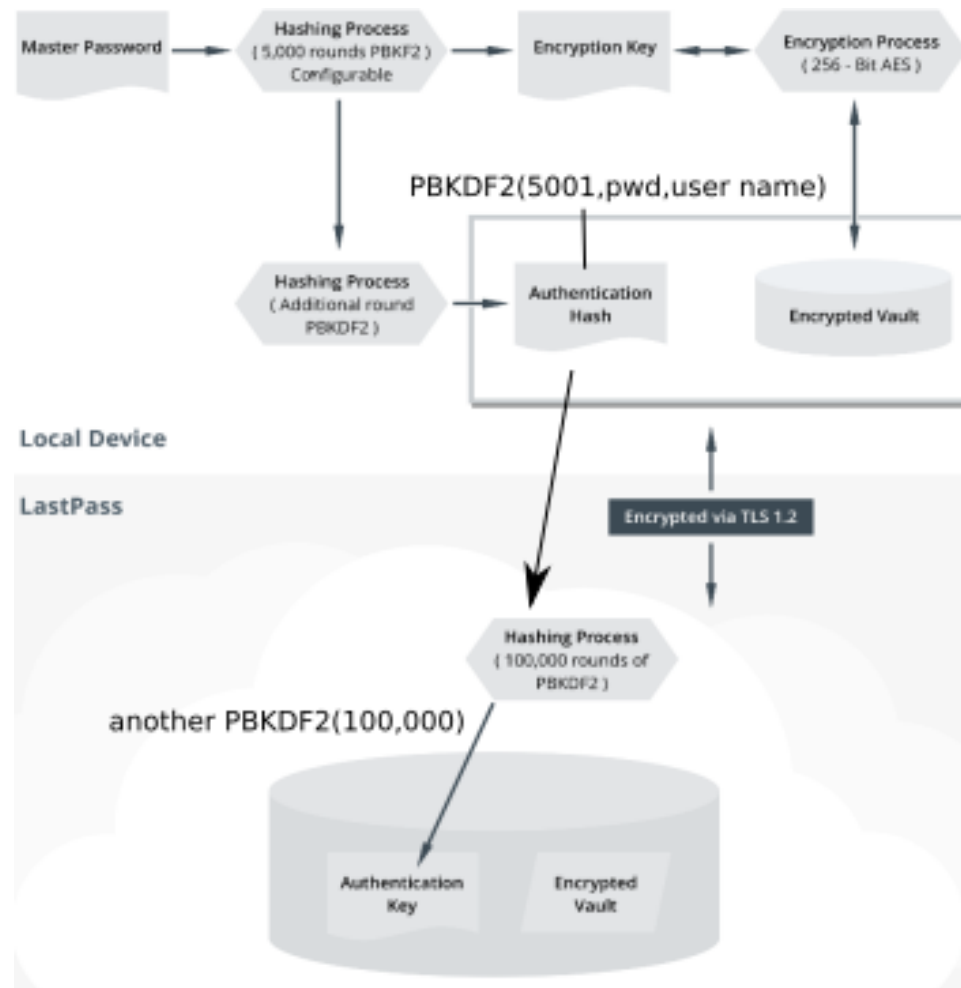 Master Password
Hashing Process
( 5,000 rounds PBKF2 )
Configurable
Encryption Key
Encryption Process
( 256 - Bit AES )
PBKDF2(5001,pwd,user name)
Hashing Process
( Additional round
PBKDF2 )
Authentication
Hash
Encrypted Vault
Local Device
LastPass
Encrypted via TLS 1.2
Hashing Process
( 100,000 rounds of
PBKDF2 )
another PBKDF2(100,000)
Authentication
Key
Encrypted
Vault